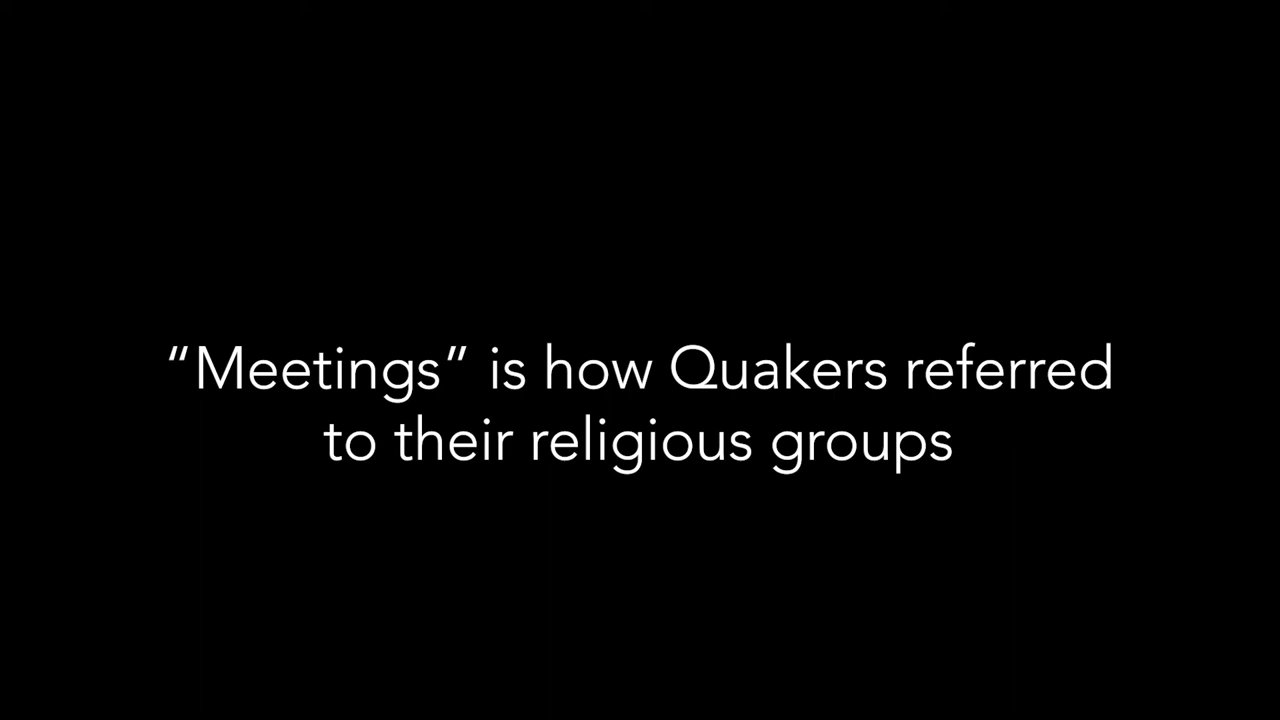 “Meetings” is how Quakers referred
to their religious groups